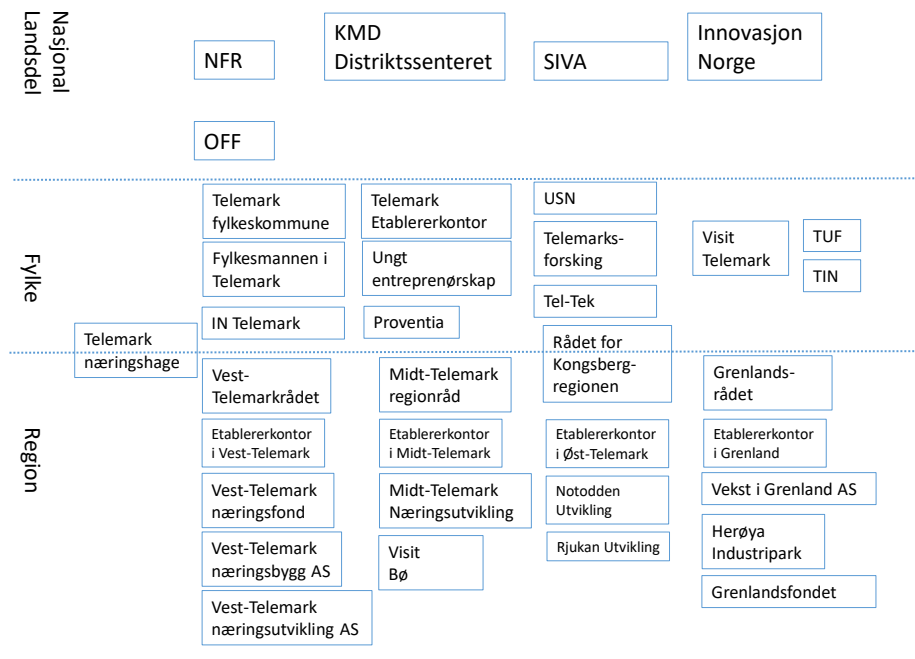 Nasjonal
Landsdel
NFR
KMD
Distriktssenteret
SIVA
Innovasjon
Norge
OFF
Fylke
Telemark
fylkeskommune
Telemark
Etablererkontor
USN
Fylkesmannen i
Telemark
Ungt
entreprenørskap
Telemarks-
forsking
Visit
Telemark
TUF
TIN
IN Telemark
Proventia
Tel-Tek
Telemark
næringshage
Rådet for
Kongsberg-
regionen
Region
Vest-
Telemarkrådet
Midt-Telemark
regionråd
Grenlands-
rådet
Etablererkontor
i Vest-Telemark
Etablererkontor
i Midt-Telemark
Etablererkontor
i Øst-Telemark
Etablererkontor
i Grenland
Vest-Telemark
næringsfond
Midt-Telemark
Næringsutvikling
Notodden
Utvikling
Vekst i Grenland AS
Vest-Telemark
næringsbygg AS
Visit
Bø
Rjukan Utvikling
Herøya
Industripark
Vest-Telemark
næringsutvikling AS
Grenlandsfondet